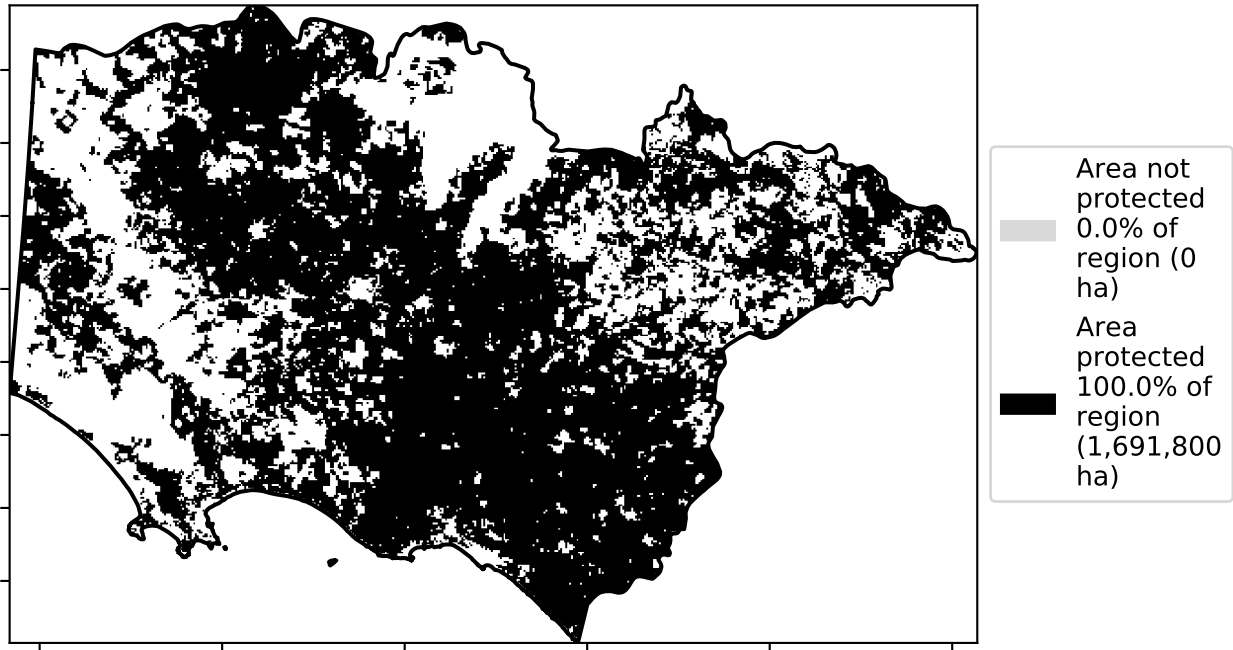 Area not
protected
0.0% of
region (0
ha)
Area
protected
100.0% of
region
(1,691,800
ha)